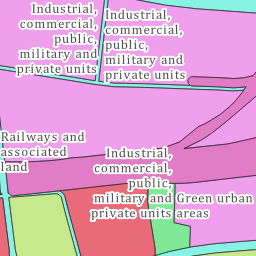 Industrial,
commercial,
public,
military and
private units
Industrial,
commercial,
public,
military and
private units
Railways and
associated
land
Industrial,
commercial,
public,
military and
private units
Green urban
areas